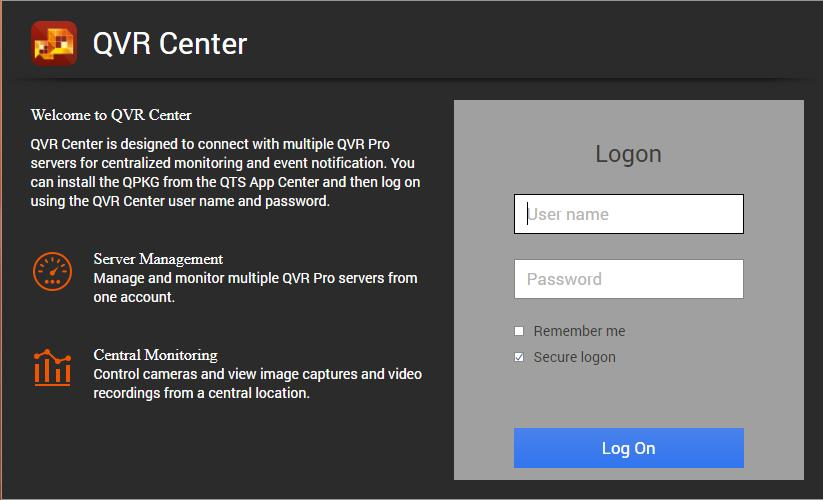 QVR Center
Welcome to QVR Center
QVR Center is designed to connect with multiple QVR Pro
servers for centralized monitoring and event notification. You
can install the QPKG from the QTS App Center and then log on
using the QVR Center user name and password.
Server Management
Manage and monitor multiple QVR Pro servers from
one account.
Central Monitoring
Control cameras and view image captures and video
recordings from a central location.
Logon
User name
Password
Remember me
Secure logon
Log On